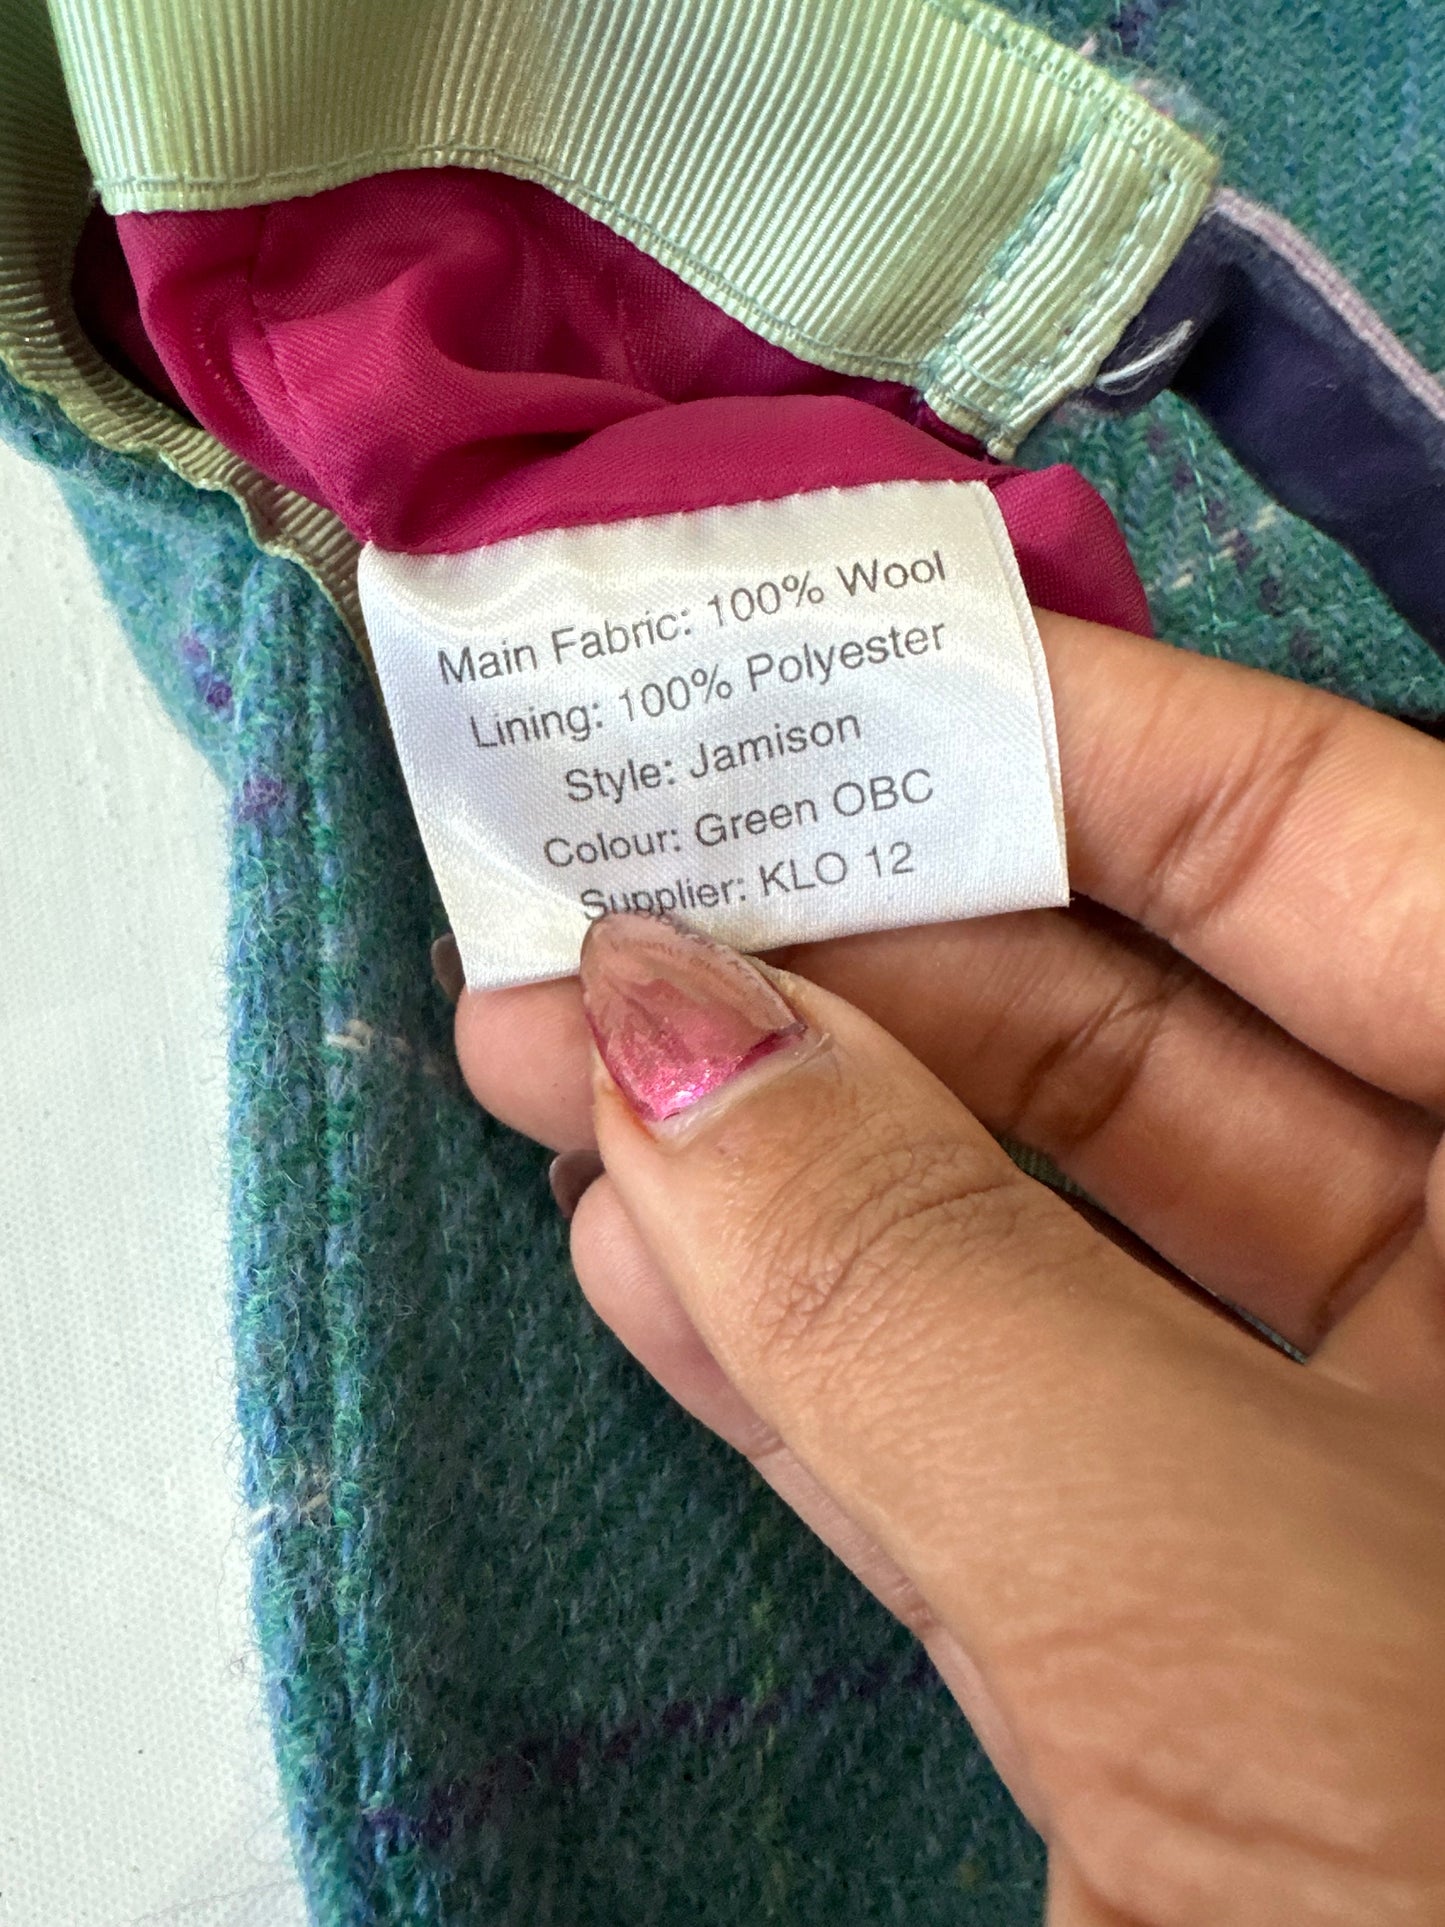 Main Fabric: 100% Wool
Lining: 100% Polyester
Style: Jamison
Colour: Green OBC
Supplier: KLO 12